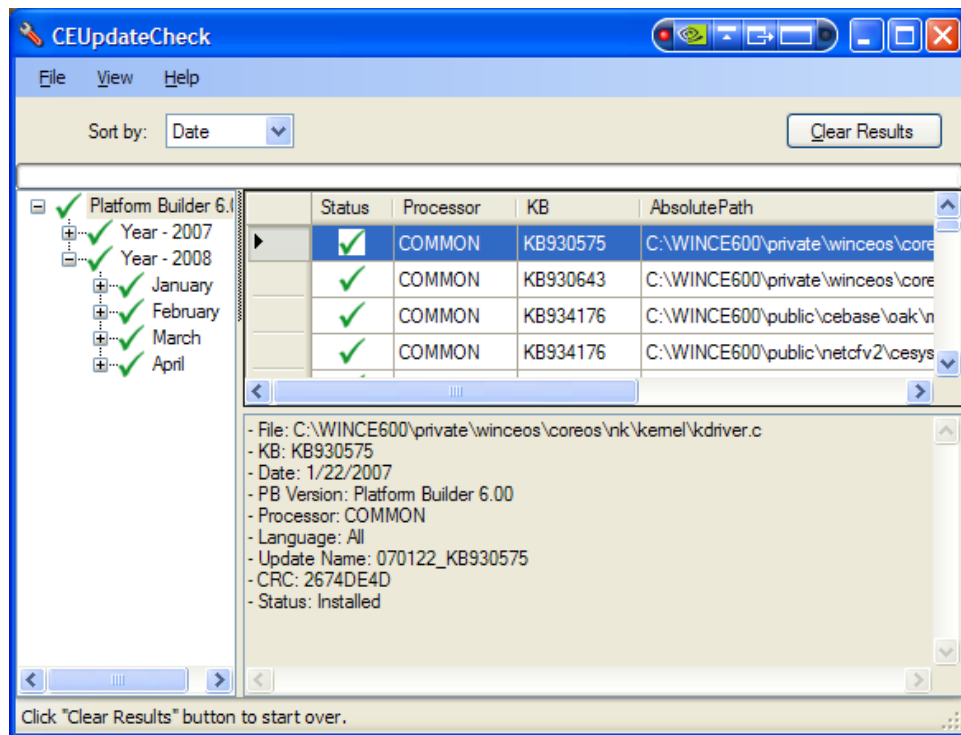 CEUpdateCheck
File View Help
Sort by: Date Clear Results
Platform Builder 6.0
Year - 2007
Year - 2008
January
February
March
April
Status Processor KB AbsolutePath
COMMON KB930575 C:\WINCE600\private\winceos\core
COMMON KB930643 C:\WINCE600\private\winceos\core
COMMON KB934176 C:\WINCE600\public\cebase\oak\m
COMMON KB934176 C:\WINCE600\public\netcfv2\cesys
- File: C:\WINCE600\private\winceos\coreos\nk\kernel\kdriver.c
- KB: KB930575
- Date: 1/22/2007
- PB Version: Platform Builder 6.00
- Processor: COMMON
- Language: All
- Update Name: 070122_KB930575
- CRC: 2674DE4D
- Status: Installed
Click "Clear Results" button to start over.